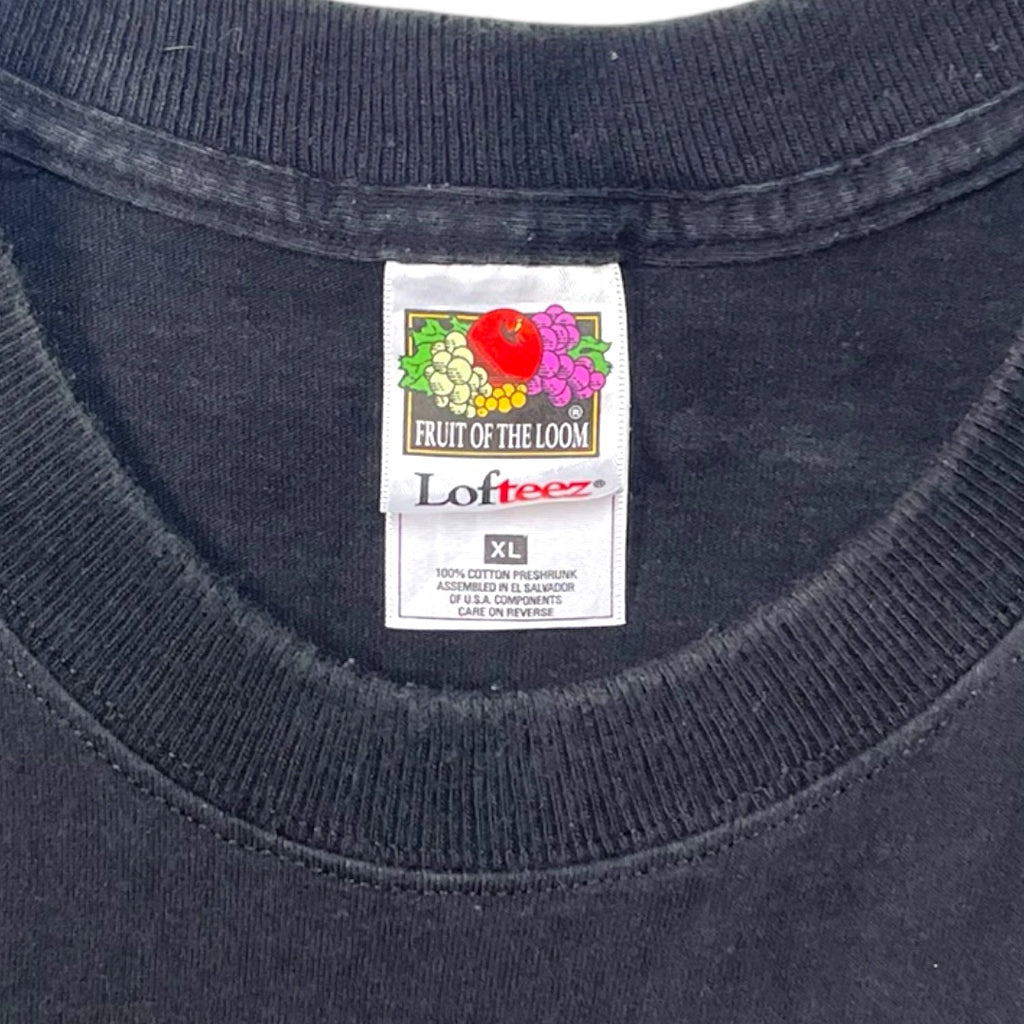 ®
FRUIT OF THE LOOM
Lofteez®
XL
100% COTTON PRESHRUNK
ASSEMBLED IN EL SALVADOR
OF U.S.A. COMPONENTS
CARE ON REVERSE